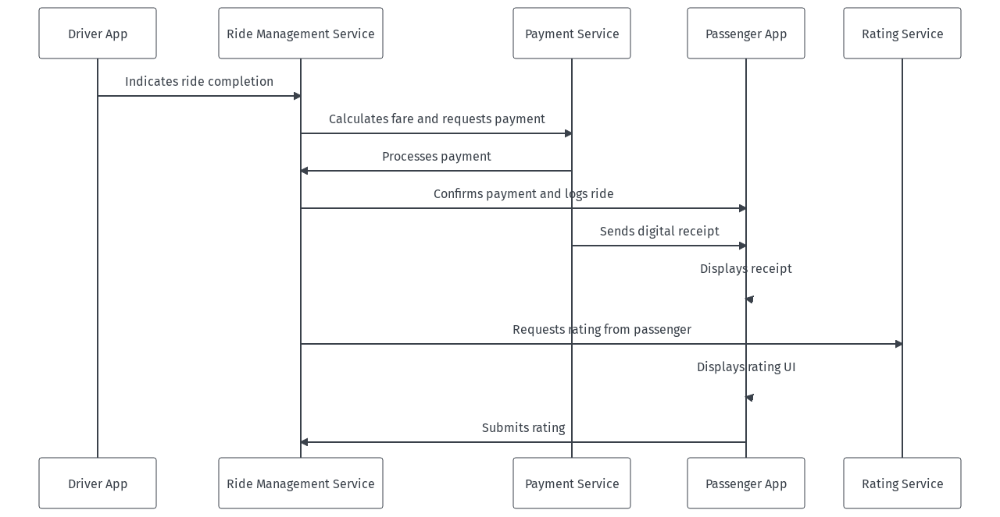 Driver App
Ride Management Service
Payment Service
Passenger App
Rating Service
Indicates ride completion
Calculates fare and requests payment
Processes payment
Confirms payment and logs ride
Sends digital receipt
Displays receipt
Requests rating from passenger
Displays rating UI
Submits rating
Driver App
Ride Management Service
Payment Service
Passenger App
Rating Service